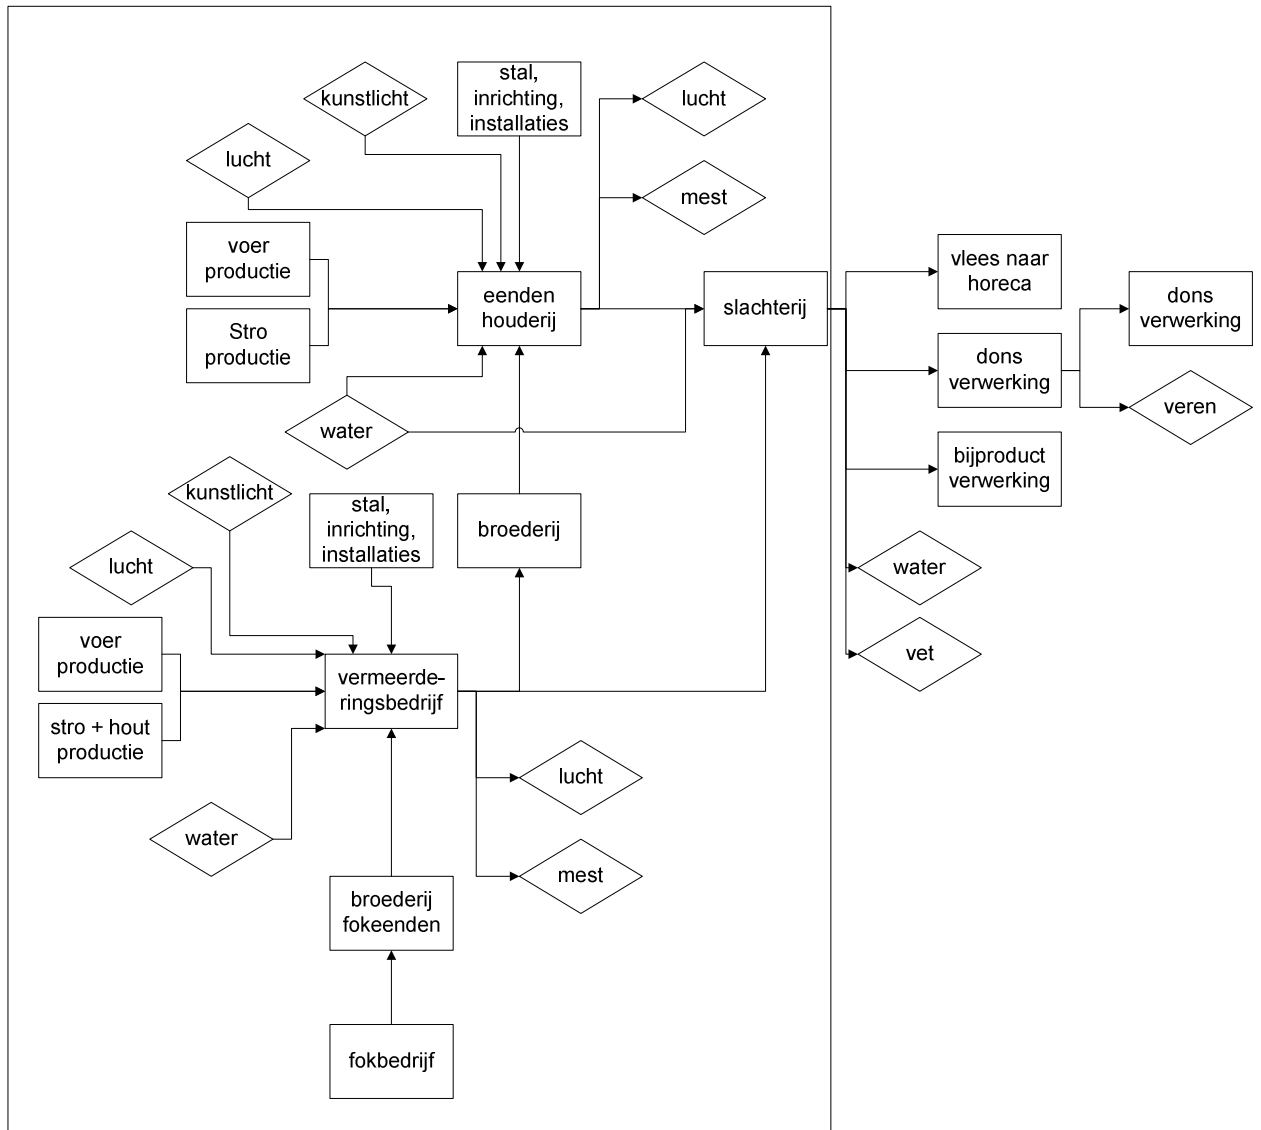 kunstlicht
stal,
inrichting,
installaties
lucht
lucht
mest
voer
productie
Stro
productie
eenden
houderij
slachterij
vlees naar
horeca
dons
verwerking
dons
verwerking
veren
water
bijproduct
verwerking
kunstlicht
stal,
inrichting,
installaties
broederij
lucht
water
voer
productie
vermeerde-
ringsbedrijf
vet
stro + hout
productie
lucht
water
mest
broederij
fokeenden
fokbedrijf